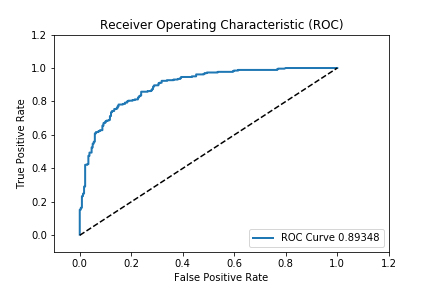 Receiver Operating Characteristic (ROC)
1.2
1.0
0.8
0.6
0.4
0.2
0.0
True Positive Rate
ROC Curve 0.89348
0.0 0.2 0.4 0.6 0.8 1.0 1.2
False Positive Rate